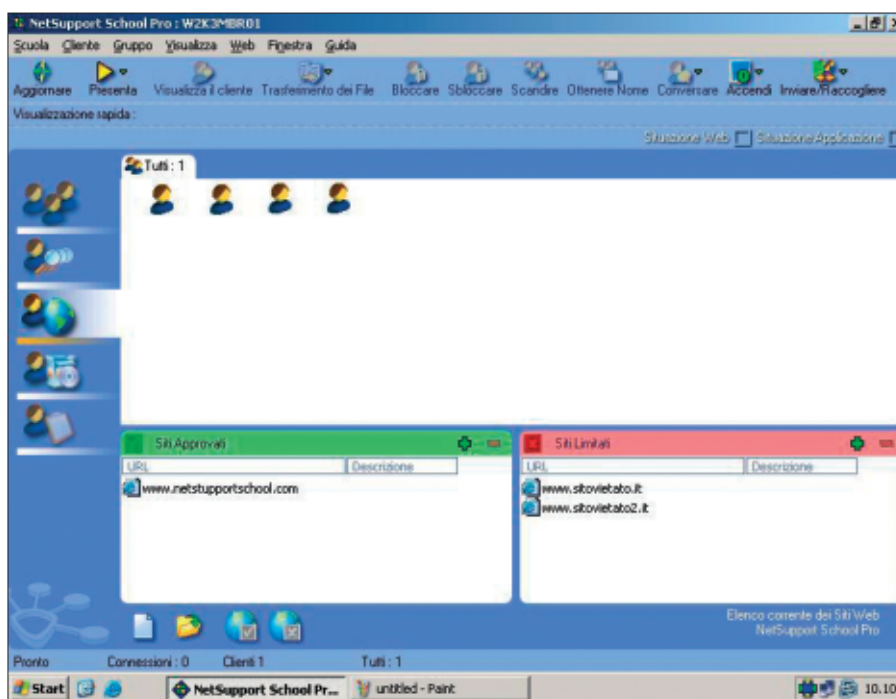 NetSupport School Pro : W2K3MBR01
Scuola Cliente Gruppo Visualizza Web Finestra Guida
Aggiornare Presenta Visualizza il cliente Trasferimento dei File Bloccare Sbloccare Scandire Ottenere Nome Conversare Accendi Inviare/Raccogliere
Visualizzazione rapida :
Situazione Web Situazione Applicazione
Tutti : 1
Siti Approvati
URL Descrizione
www.netstupportschool.com
Siti Limitati
URL Descrizione
www.sitovietato.it
www.sitovietato2.it
Elenco corrente dei Siti Web
NetSupport School Pro
Pronto Connessioni : 0 Clienti 1 Tutti : 1
Start NetSupport School Pr... untitled - Paint 10.10